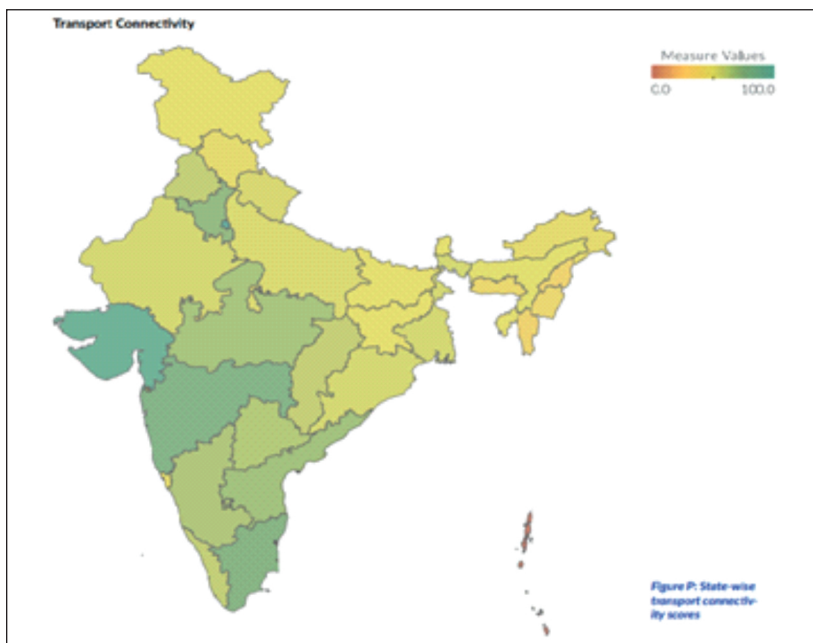 Transport Connectivity
Measure Values
0.0 100.0
Figure P: State-wise
transport connectiv-
ity scores